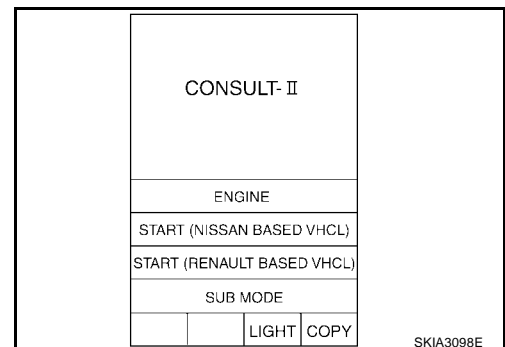 CONSULT-II
ENGINE
START (NISSAN BASED VHCL)
START (RENAULT BASED VHCL)
SUB MODE
LIGHT COPY
SKIA3098E